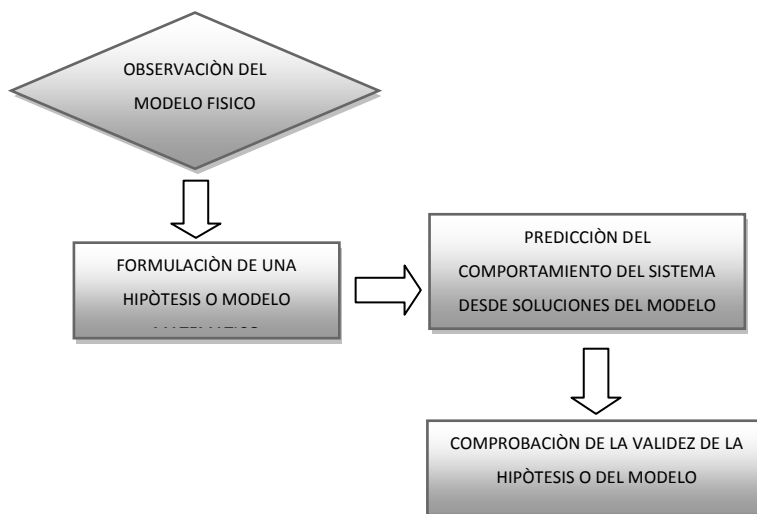 OBSERVACIÒN DEL
MODELO FISICO
FORMULACIÒN DE UNA
HIPÒTESIS O MODELO
PREDICCIÒN DEL
COMPORTAMIENTO DEL SISTEMA
DESDE SOLUCIONES DEL MODELO
COMPROBACIÒN DE LA VALIDEZ DE LA
HIPÒTESIS O DEL MODELO